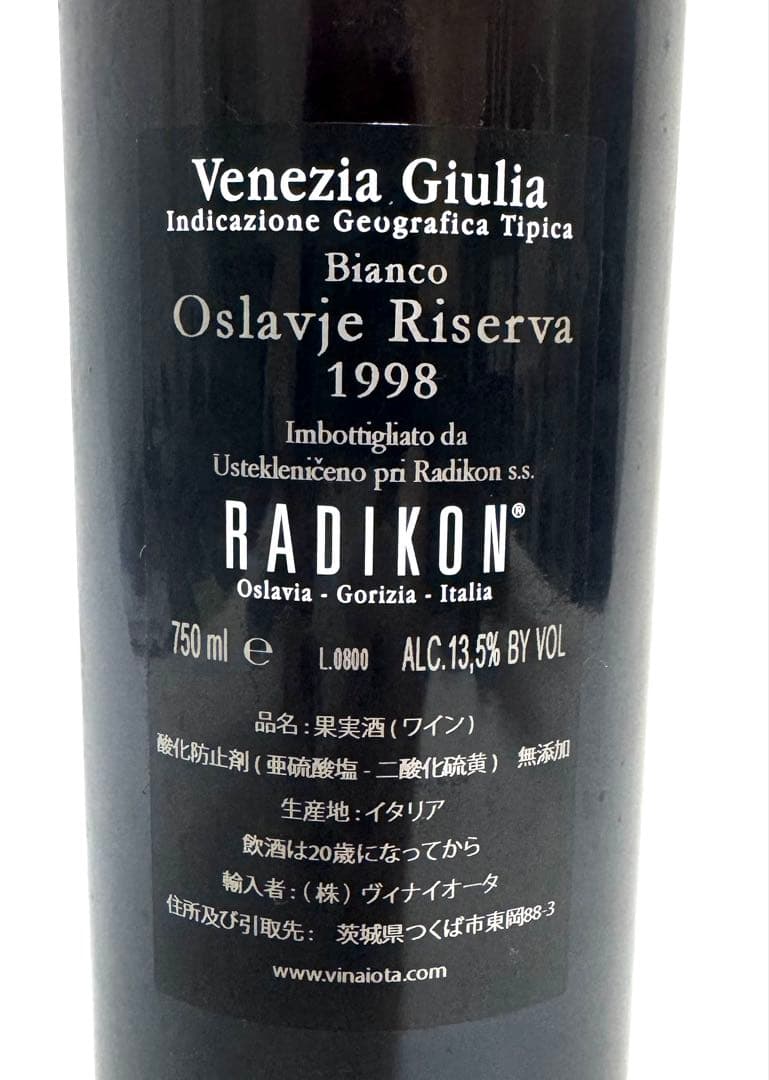 Venezia Giulia
Indicazione Geografica Tipica
Bianco
Oslavje Riserva
1998
Imbottigliato da
Ustekleničeno pri Radikon s.s.
RADIKON®
Oslavia - Gorizia - Italia
750 ml ℮ L.0800 ALC.13,5% BY VOL
品名:果実酒(ワイン)
酸化防止剤(亜硫酸塩-二酸化硫黄) 無添加
生産地:イタリア
飲酒は20歳になってから
輸入者:(株)ヴィナイオータ
住所及び引取先: 茨城県つくば市東岡88-3
www.vinaiota.com